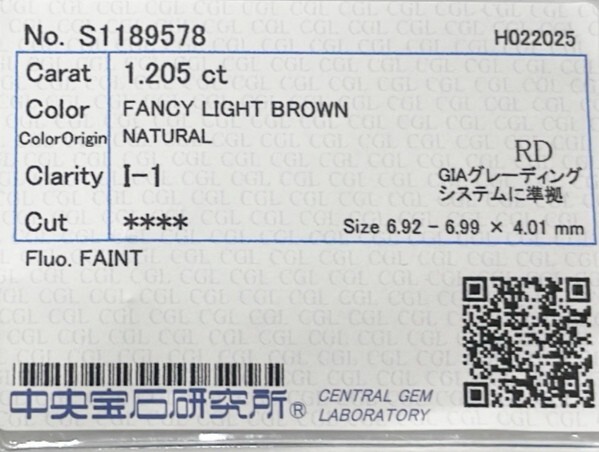 No. S1189578 H022025
Carat 1.205 ct
Color FANCY LIGHT BROWN
ColorOrigin NATURAL
RD
Clarity I-1
GIAグレーディング
システムに準拠
Cut ****
Size 6.92 - 6.99 × 4.01 mm
Fluo. FAINT
中央宝石研究所® CENTRAL GEM
LABORATORY